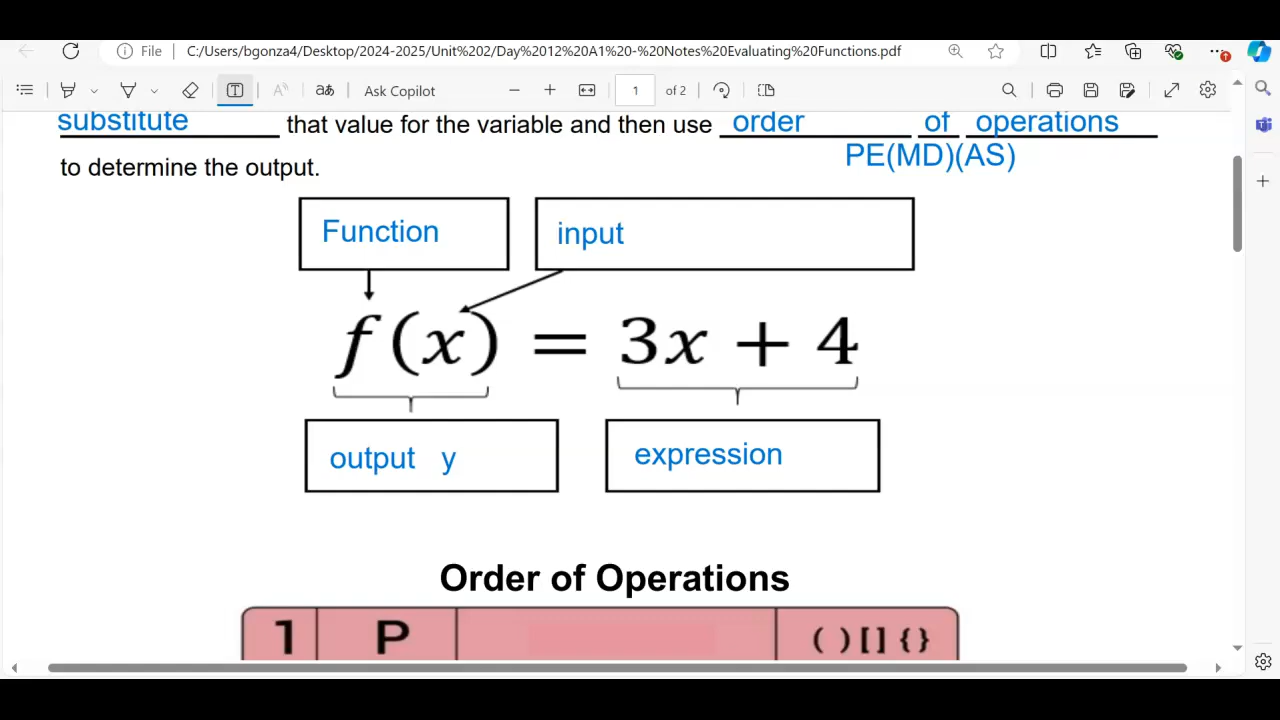 File C:/Users/bgonza4/Desktop/2024-2025/Unit%202/Day%2012%20A1%20-%20Notes%20Evaluating%20Functions.pdf
Ask Copilot 1 of 2
substitute that value for the variable and then use order of operations
PE(MD)(AS)
to determine the output.
Function input
f(x) = 3x + 4
output y expression
Order of Operations
1 P ( ) [ ] { }